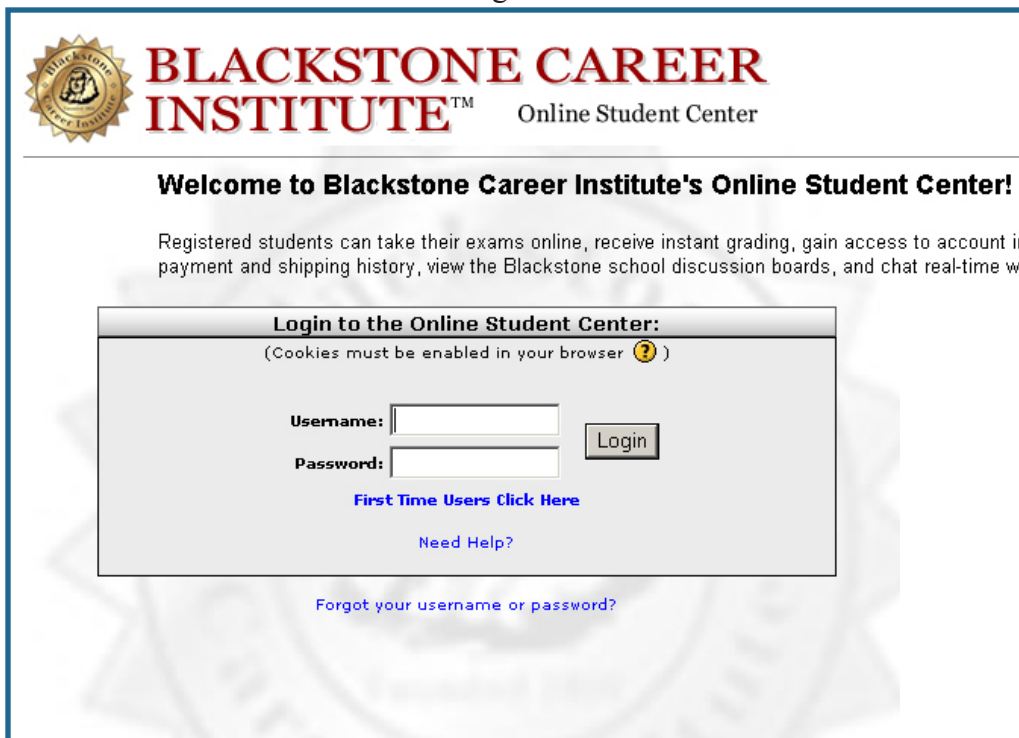 Blackstone
Career Institute
BLACKSTONE CAREER
INSTITUTE™ Online Student Center
Welcome to Blackstone Career Institute's Online Student Center!
Registered students can take their exams online, receive instant grading, gain access to account
payment and shipping history, view the Blackstone school discussion boards, and chat real-time
Login to the Online Student Center:
(Cookies must be enabled in your browser ? )
Username:
Login
Password:
First Time Users Click Here
Need Help?
Forgot your username or password?